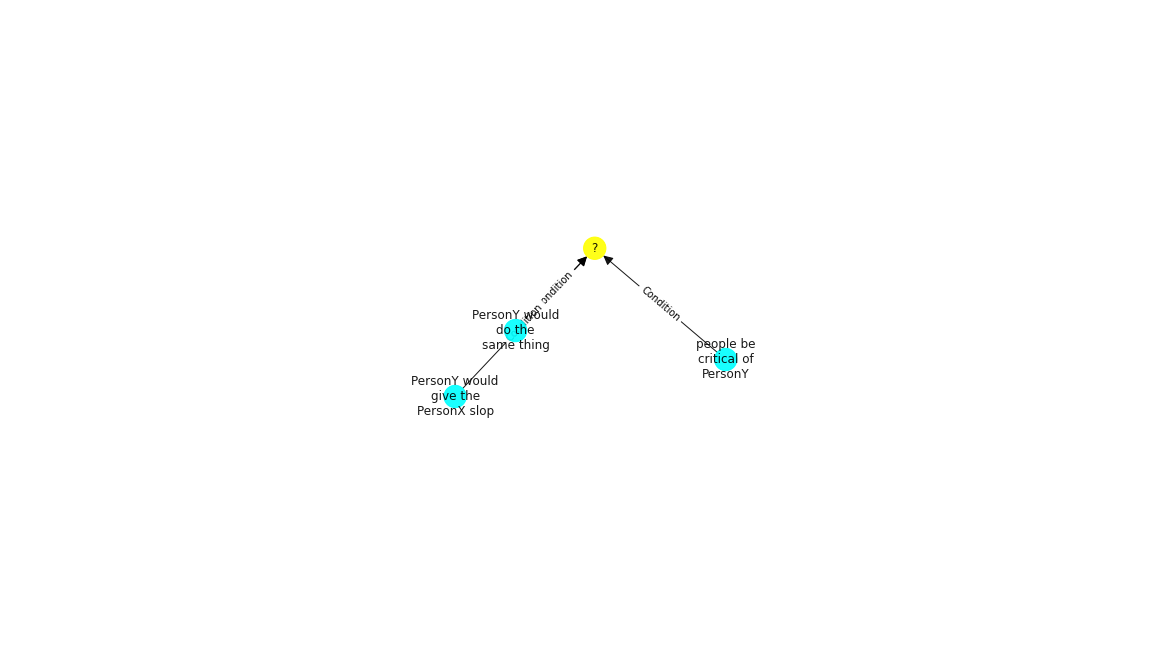 ?
ondition
Condition
PersonY would
do the
same thing
people be
critical of
PersonY
PersonY would
give the
PersonX slop